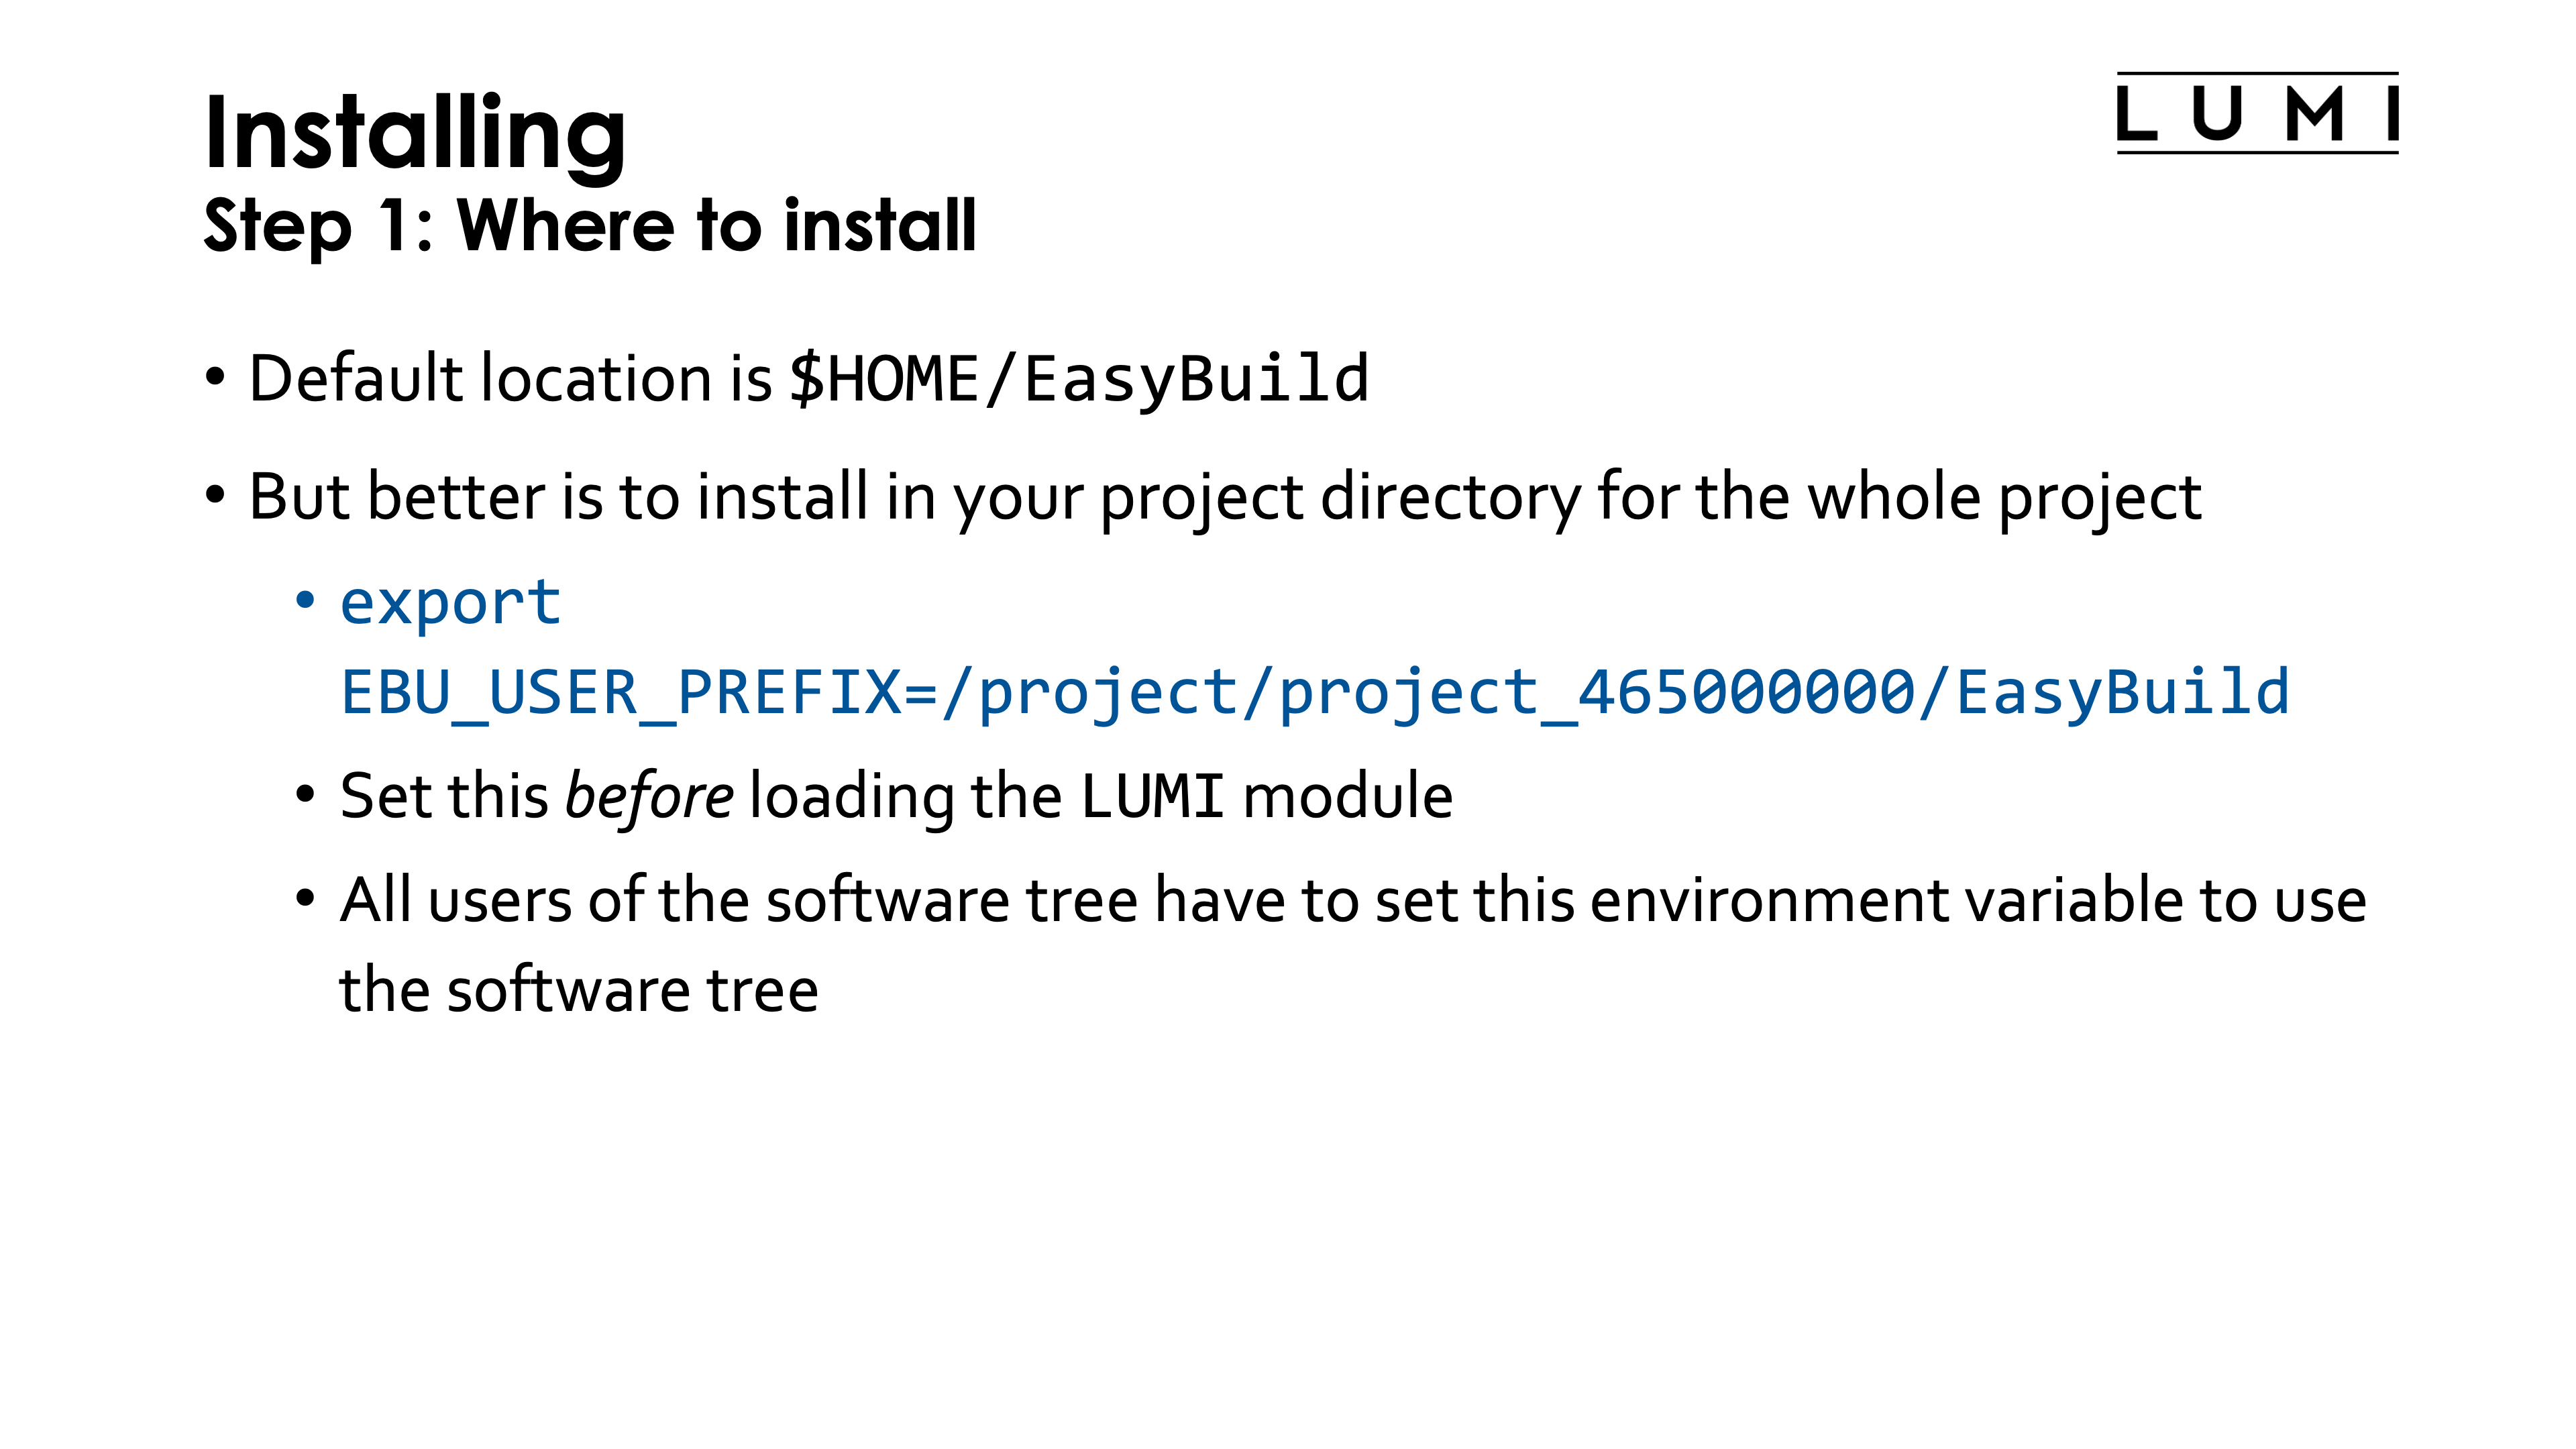 Installing
LUMI
Step 1: Where to install
• Default location is $HOME/EasyBuild
• But better is to install in your project directory for the whole project
• export
EBU_USER_PREFIX=/project/project_465000000/EasyBuild
• Set this before loading the LUMI module
• All users of the software tree have to set this environment variable to use
the software tree